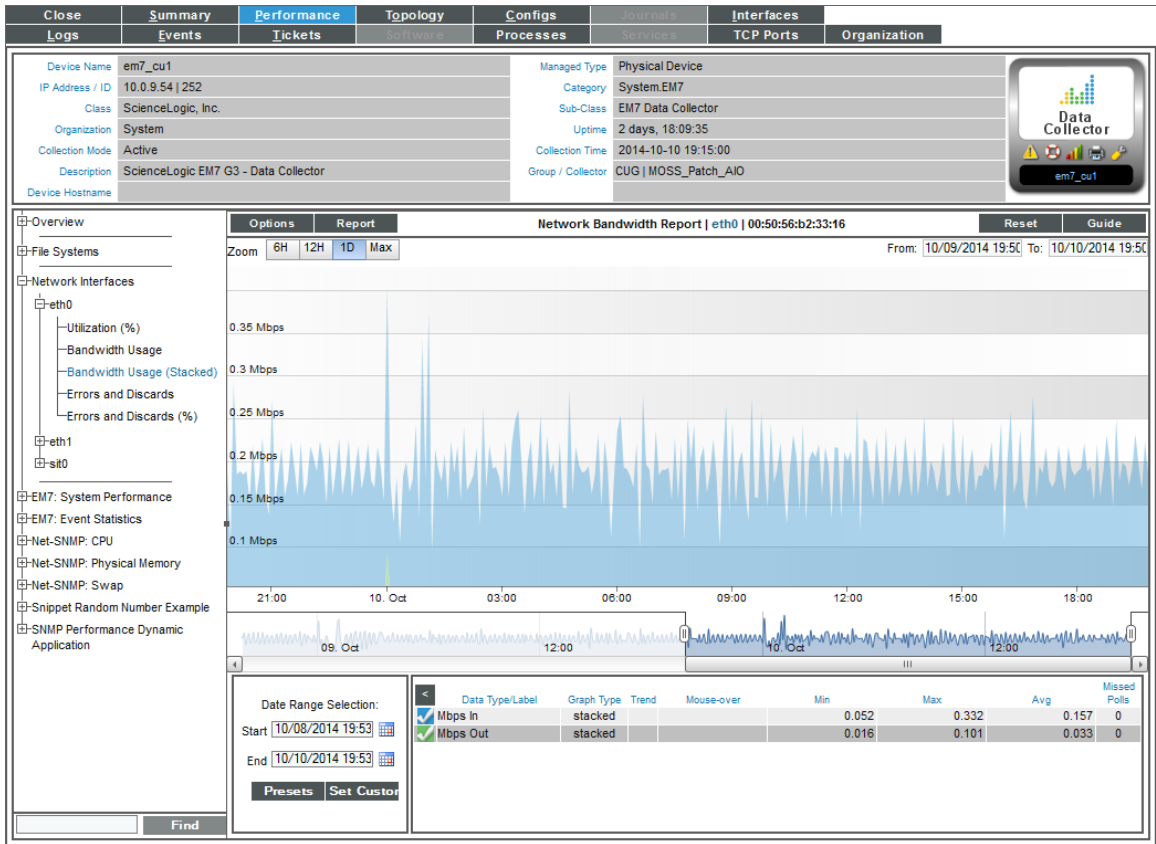 Close Summary Performance Topology Configs Journals Interfaces
Logs Events Tickets Software Processes Services TCP Ports Organization
Device Name em7_cu1 Managed Type Physical Device
IP Address / ID 10.0.9.54 | 252 Category System.EM7
Class ScienceLogic, Inc. Sub-Class EM7 Data Collector
Organization System Uptime 2 days, 18:09:35
Collection Mode Active Collection Time 2014-10-10 19:15:00
Description ScienceLogic EM7 G3 - Data Collector Group / Collector CUG | MOSS_Patch_AIO
Device Hostname
Data
Collector
em7_cu1
Overview
File Systems
Network Interfaces
eth0
Utilization (%)
Bandwidth Usage
Bandwidth Usage (Stacked)
Errors and Discards
Errors and Discards (%)
eth1
sit0
EM7: System Performance
EM7: Event Statistics
Net-SNMP: CPU
Net-SNMP: Physical Memory
Net-SNMP: Swap
Snippet Random Number Example
SNMP Performance Dynamic
Application
Find
Options Report Network Bandwidth Report | eth0 | 00:50:56:b2:33:16 Reset Guide
Zoom 6H 12H 1D Max From: 10/09/2014 19:50 To: 10/10/2014 19:50
0.35 Mbps
0.3 Mbps
0.25 Mbps
0.2 Mbps
0.15 Mbps
0.1 Mbps
21:00 10. Oct 03:00 06:00 09:00 12:00 15:00 18:00
09. Oct 12:00 10. Oct 12:00
Date Range Selection:
Start 10/08/2014 19:53
End 10/10/2014 19:53
Presets Set Custor
< Data Type/Label Graph Type Trend Mouse-over Min Max Avg Missed Polls
Mbps In stacked 0.052 0.332 0.157 0
Mbps Out stacked 0.016 0.101 0.033 0